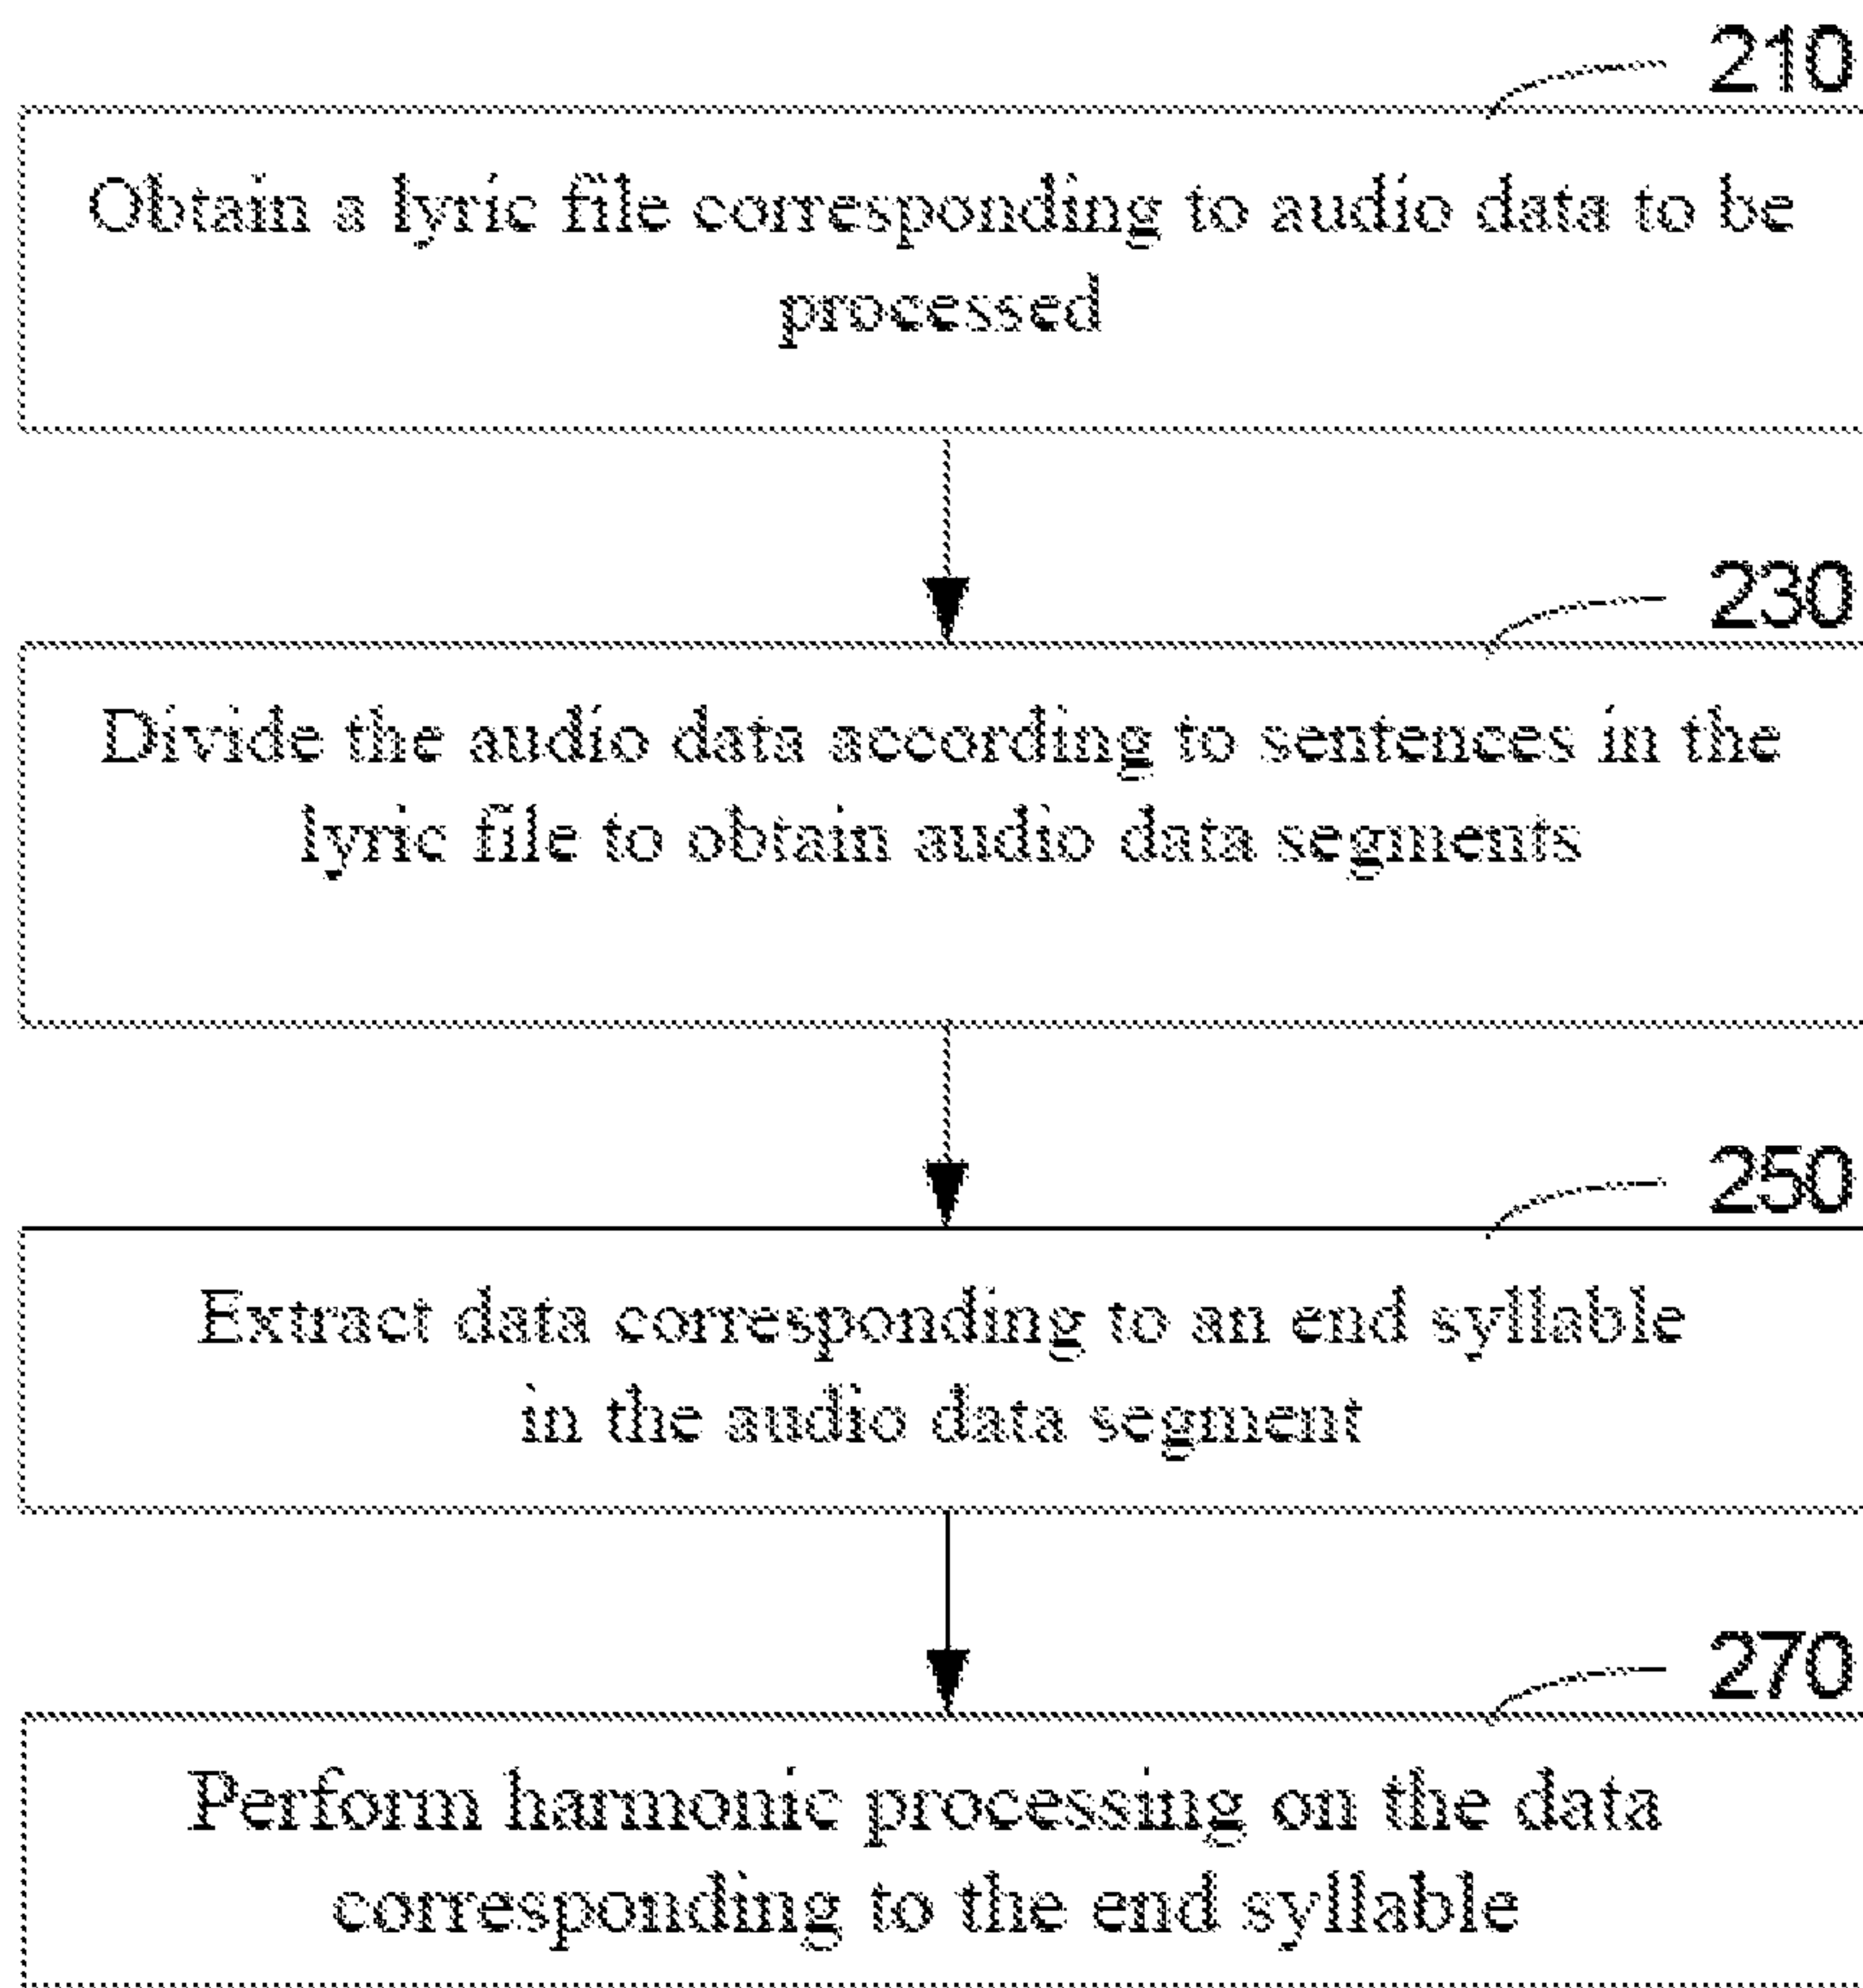 210
Obtain a lyric file corresponding to audio data to be
processed
230
Divide the audio data according to sentences in the
lyric file to obtain audio data segments
250
Extract data corresponding to an end syllable
in the audio data segment
270
Perform harmonic processing on the data
corresponding to the end syllable